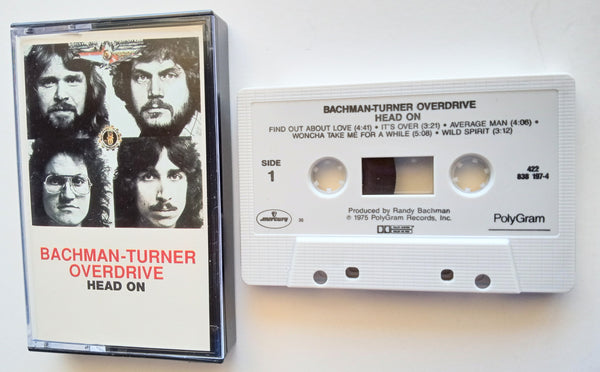 BACHMAN-TURNER
OVERDRIVE
HEAD ON
BACHMAN-TURNER OVERDRIVE
HEAD ON
FIND OUT ABOUT LOVE (4:41) • IT'S OVER (3:21) • AVERAGE MAN (4:06) •
WONCHA TAKE ME FOR A WHILE (5:06) • WILD SPIRIT (3:12)
SIDE
1
422
838 197-4
mercury
Produced by Randy Bachman
℗ 1975 PolyGram Records, Inc.
PolyGram